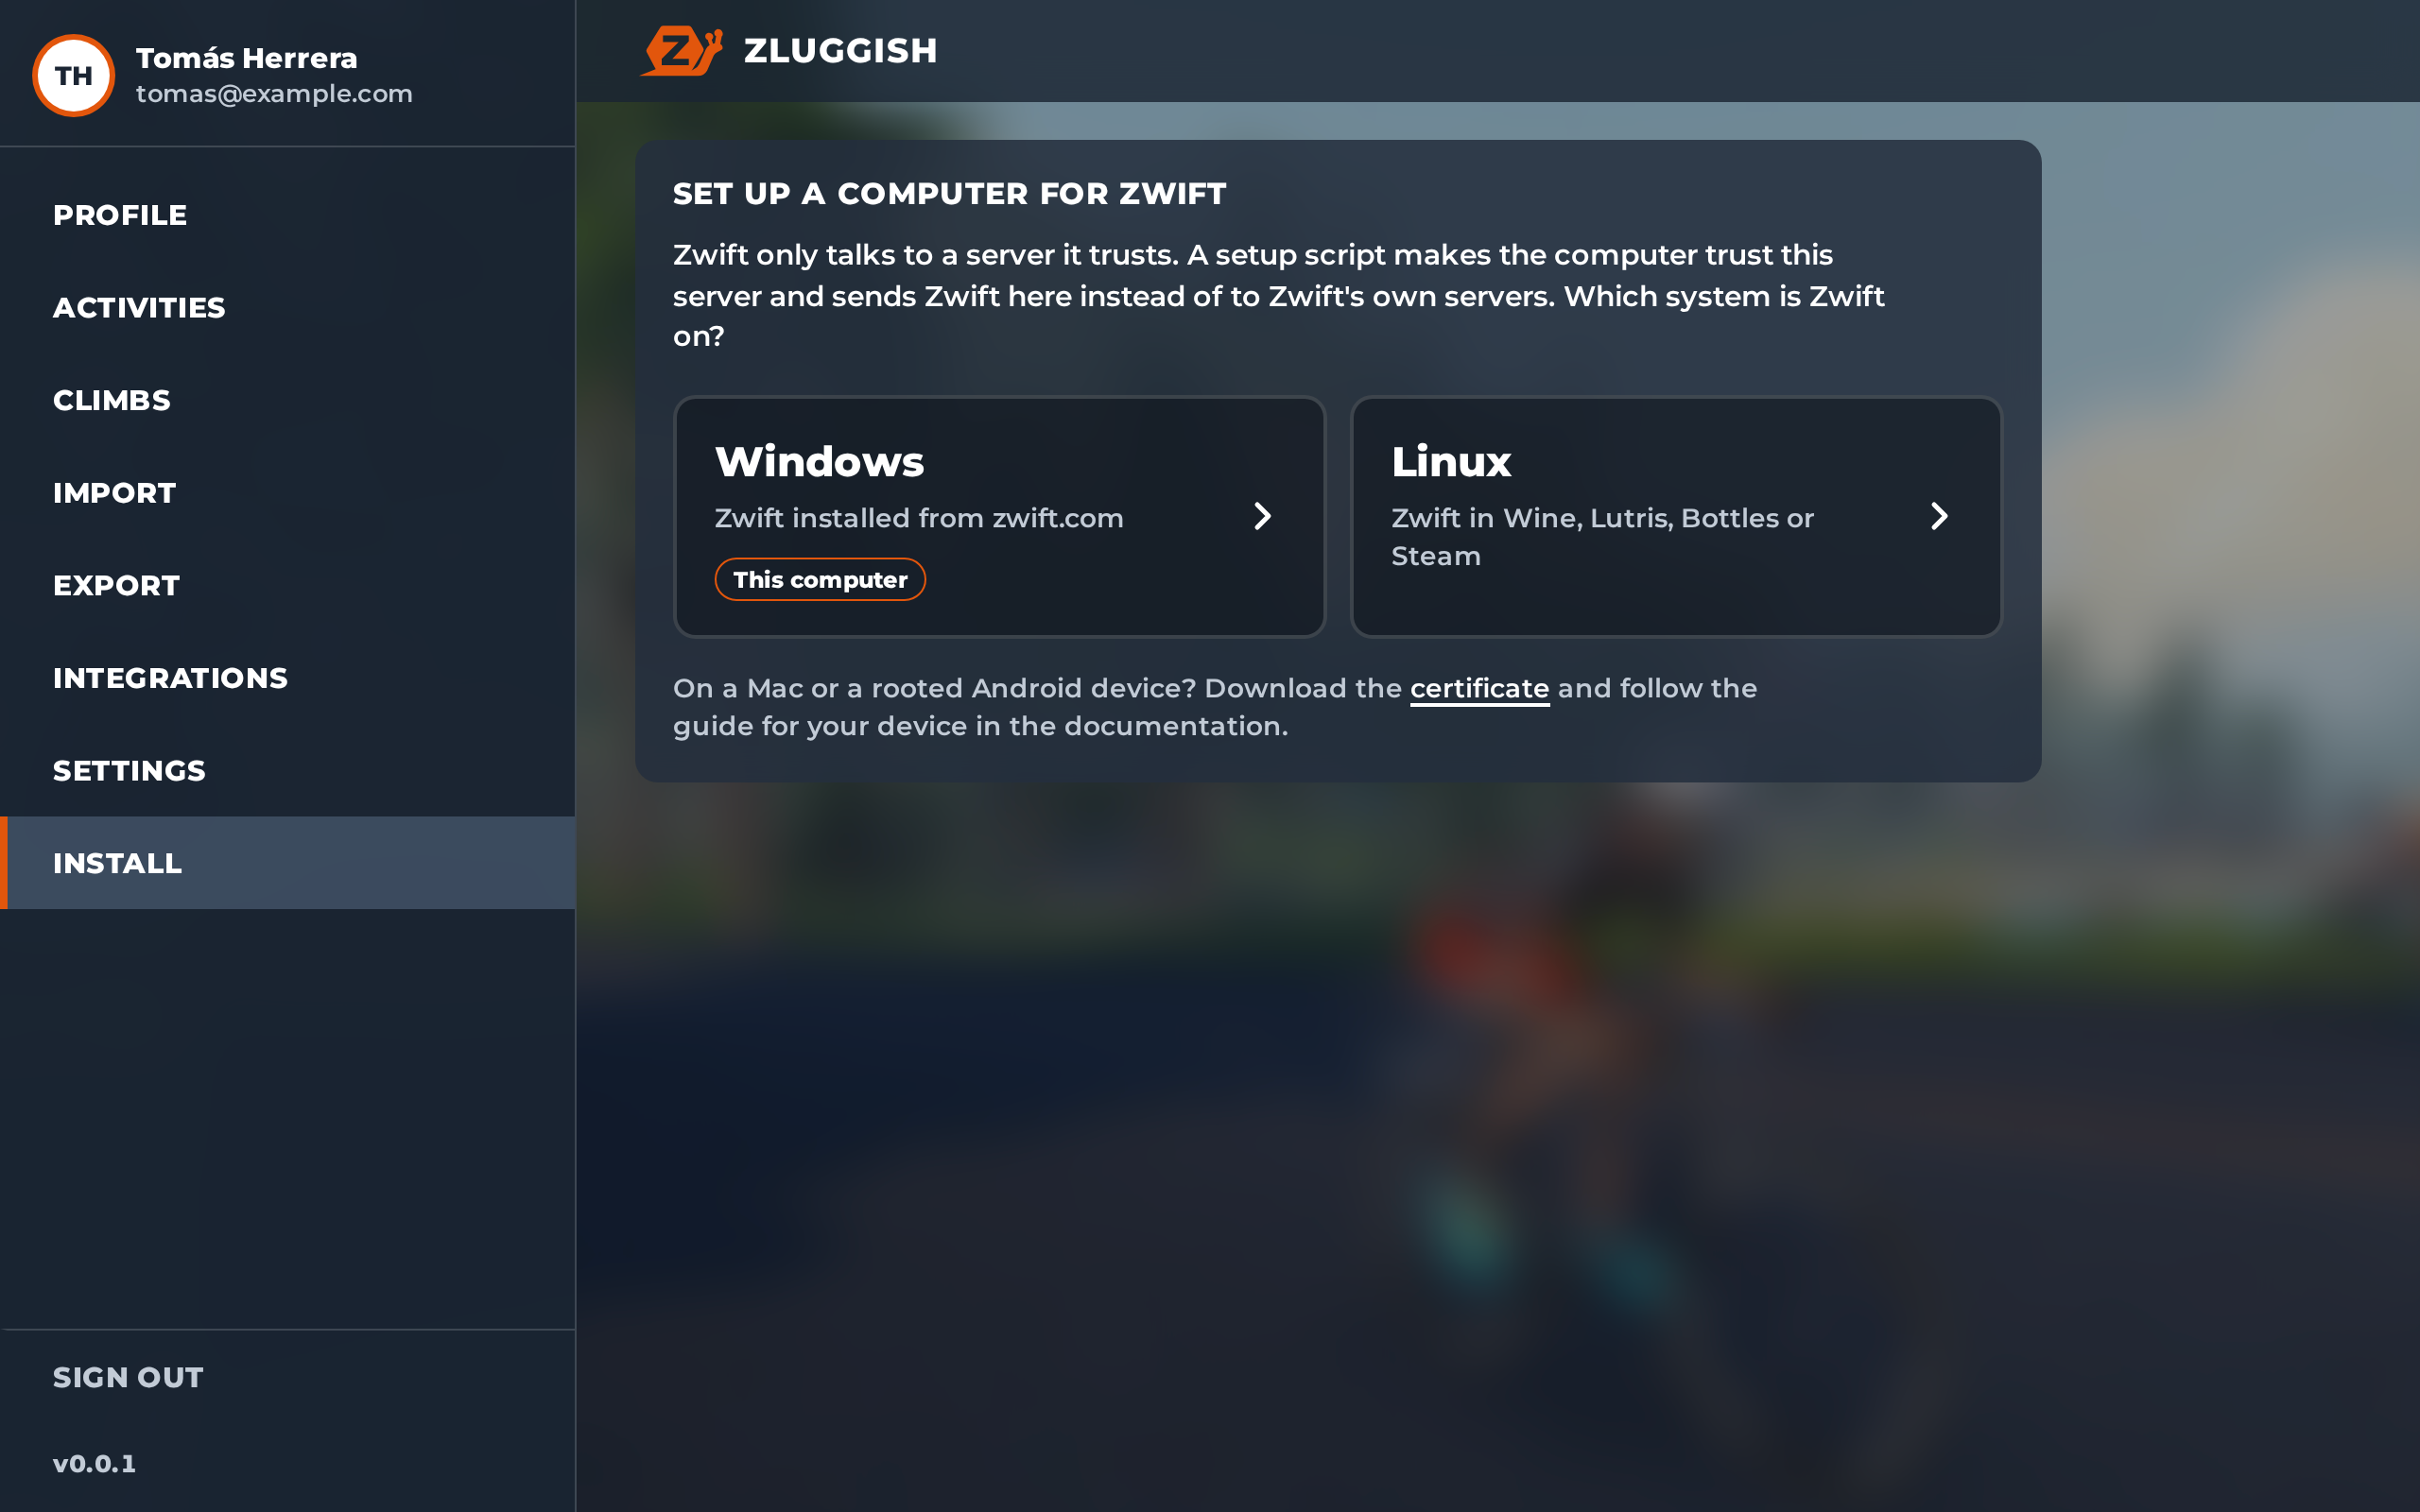 TH
Tomás Herrera
tomas@example.com
PROFILE
ACTIVITIES
CLIMBS
IMPORT
EXPORT
INTEGRATIONS
SETTINGS
INSTALL
SIGN OUT
v0.0.1
Z ZLUGGISH
SET UP A COMPUTER FOR ZWIFT
Zwift only talks to a server it trusts. A setup script makes the computer trust this
server and sends Zwift here instead of to Zwift's own servers. Which system is Zwift
on?
Windows
Zwift installed from zwift.com
This computer
Linux
Zwift in Wine, Lutris, Bottles or
Steam
On a Mac or a rooted Android device? Download the certificate and follow the
guide for your device in the documentation.